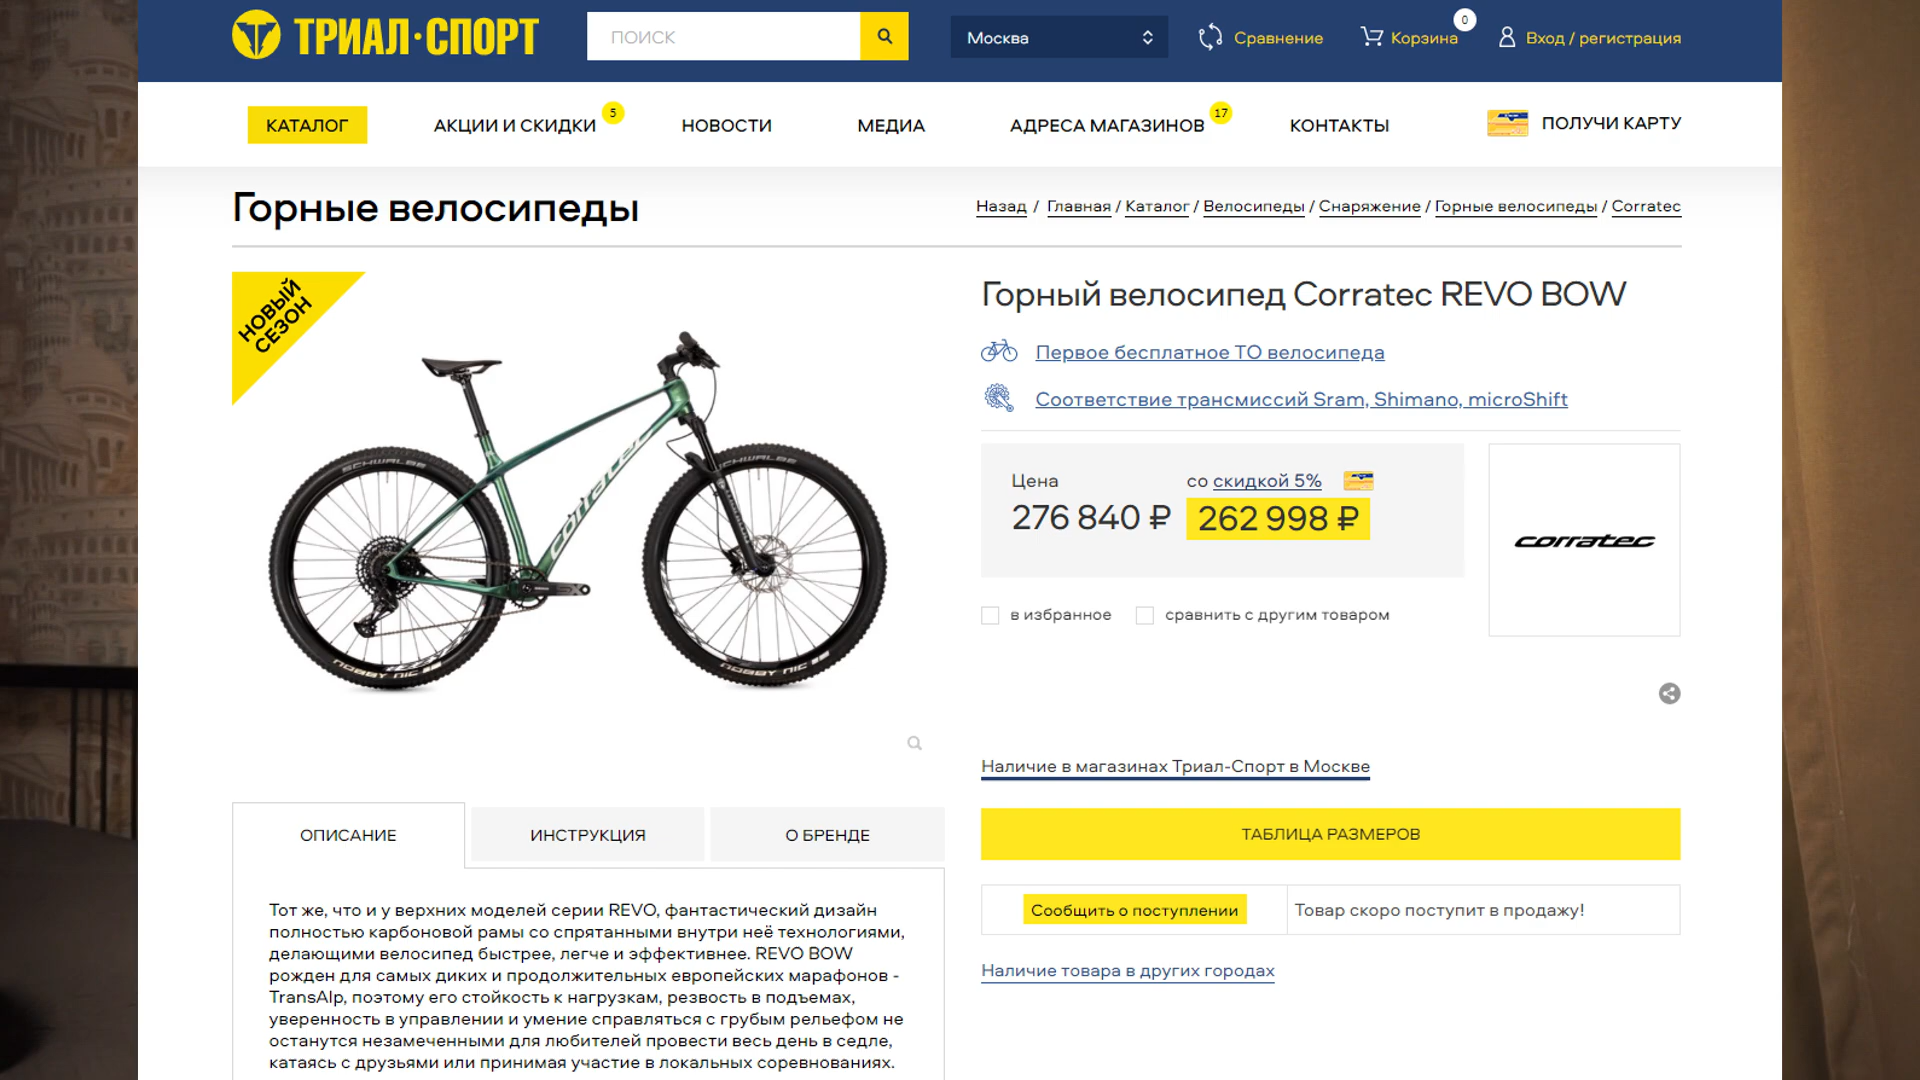 ТРИАЛ·СПОРТ
ПОИСК
Москва
Сравнение
Корзина
0
Вход / регистрация
КАТАЛОГ
АКЦИИ И СКИДКИ
5
НОВОСТИ
МЕДИА
АДРЕСА МАГАЗИНОВ
17
КОНТАКТЫ
ПОЛУЧИ КАРТУ
Горные велосипеды
Назад / Главная / Каталог / Велосипеды / Снаряжение / Горные велосипеды / Corratec
НОВЫЙ
СЕЗОН
SCHWALBE
corratec
SCHWALBE
NOBBY NIC
NOBBY NIC
Горный велосипед Corratec REVO BOW
Первое бесплатное ТО велосипеда
Соответствие трансмиссий Sram, Shimano, microShift
Цена
со скидкой 5%
276 840 ₽
262 998 ₽
corratec
в избранное
сравнить с другим товаром
Наличие в магазинах Триал-Спорт в Москве
ТАБЛИЦА РАЗМЕРОВ
Сообщить о поступлении
Товар скоро поступит в продажу!
Наличие товара в других городах
ОПИСАНИЕ
ИНСТРУКЦИЯ
О БРЕНДЕ
Тот же, что и у верхних моделей серии REVO, фантастический дизайн
полностью карбоновой рамы со спрятанными внутри неё технологиями,
делающими велосипед быстрее, легче и эффективнее. REVO BOW
рожден для самых диких и продолжительных европейских марафонов -
TransAlp, поэтому его стойкость к нагрузкам, резвость в подъемах,
уверенность в управлении и умение справляться с грубым рельефом не
останутся незамеченными для любителей провести весь день в седле,
катаясь с друзьями или принимая участие в локальных соревнованиях.